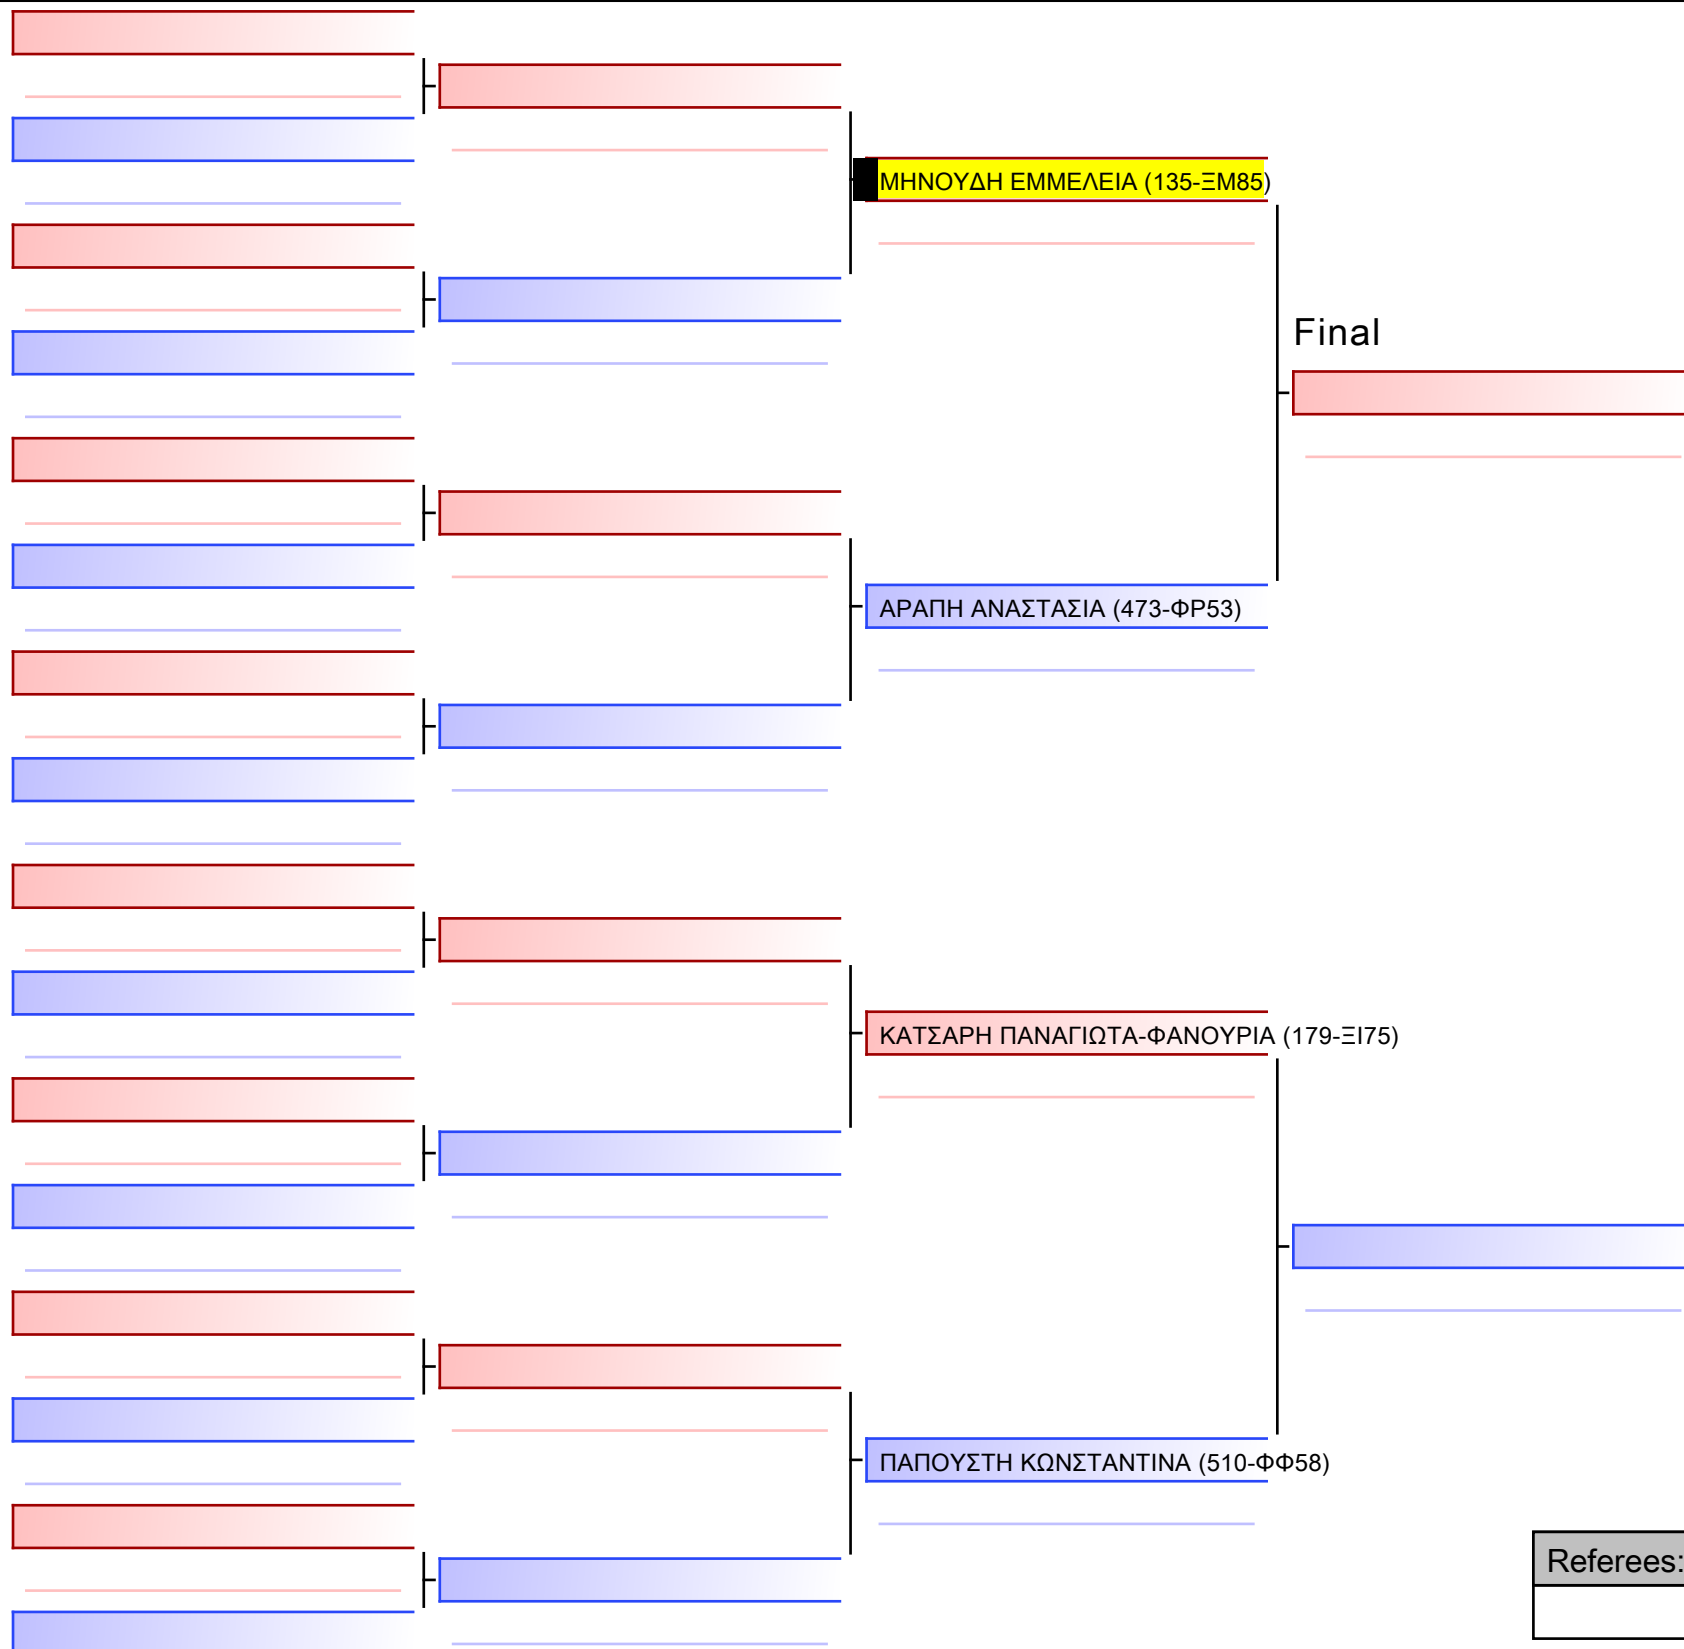 ΜΗΝΟΥΔΗ ΕΜΜΕΛΕΙΑ (135-ΞΜ85)
Final
ΑΡΑΠΗ ΑΝΑΣΤΑΣΙΑ (473-ΦΡ53)
ΚΑΤΣΑΡΗ ΠΑΝΑΓΙΩΤΑ-ΦΑΝΟΥΡΙΑ (179-ΞΙ75)
ΠΑΠΟΥΣΤΗ ΚΩΝΣΤΑΝΤΙΝΑ (510-ΦΦ58)
Referees: